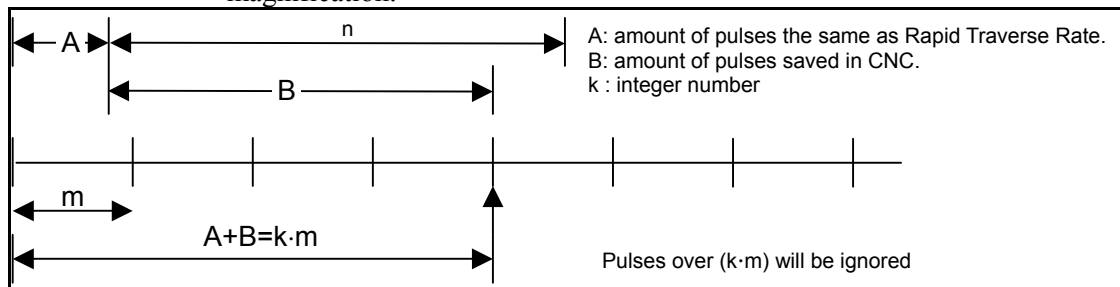 magnification.
A
n
A: amount of pulses the same as Rapid Traverse Rate.
B: amount of pulses saved in CNC.
k : integer number
B
m
A+B=k·m
Pulses over (k·m) will be ignored